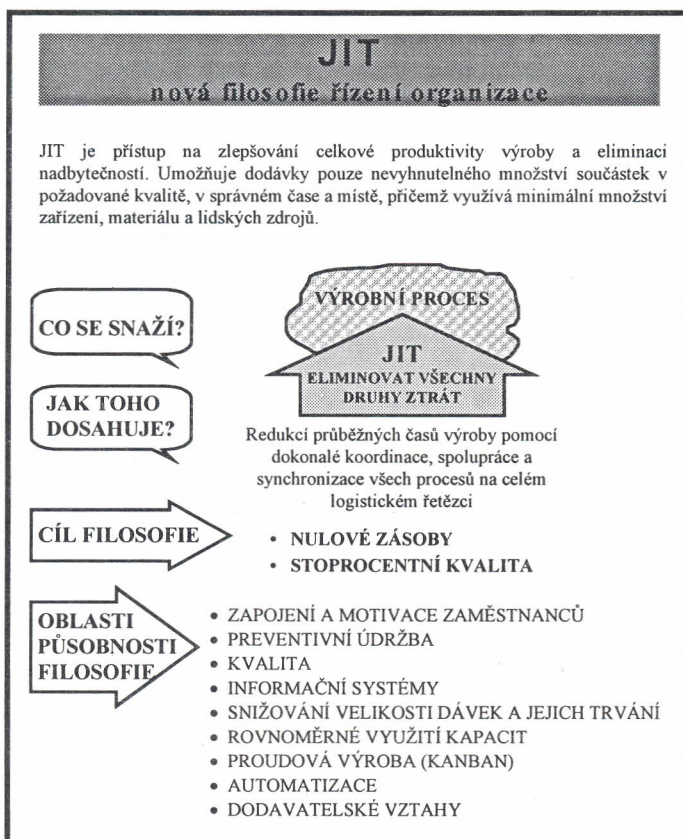 JIT
nová filosofie řízení organizace
JIT je přístup na zlepšování celkové produktivity výroby a eliminaci
nadbytečností. Umožňuje dodávky pouze nevyhnutelného množství součástek v
požadované kvalitě, v správném čase a místě, přičemž využívá minimální množství
zařízení, materiálu a lidských zdrojů.
CO SE SNAŽÍ?
VÝROBNÍ PROCES
JIT
ELIMINOVAT VŠECHNY
DRUHY ZTRÁT
JAK TOHO
DOSAHUJE?
Redukcí průběžných časů výroby pomocí
dokonalé koordinace, spolupráce a
synchronizace všech procesů na celém
logistickém řetězci
CÍL FILOSOFIE
• NULOVÉ ZÁSOBY
• STOPROCENTNÍ KVALITA
OBLASTI
PŮSOBNOSTI
FILOSOFIE
• ZAPOJENÍ A MOTIVACE ZAMĚSTNANCŮ
• PREVENTIVNÍ ÚDRŽBA
• KVALITA
• INFORMAČNÍ SYSTÉMY
• SNIŽOVÁNÍ VELIKOSTI DÁVEK A JEJICH TRVÁNÍ
• ROVNOMĚRNÉ VYUŽITÍ KAPACIT
• PROUDOVÁ VÝROBA (KANBAN)
• AUTOMATIZACE
• DODAVATELSKÉ VZTAHY